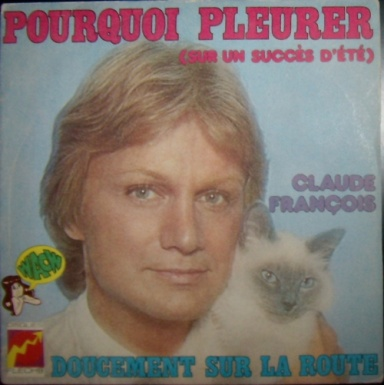 POURQUOI PLEURER
(SUR UN SUCCÈS D'ÉTÉ)
CLAUDE
FRANÇOIS
DOUCEMENT SUR LA ROUTE